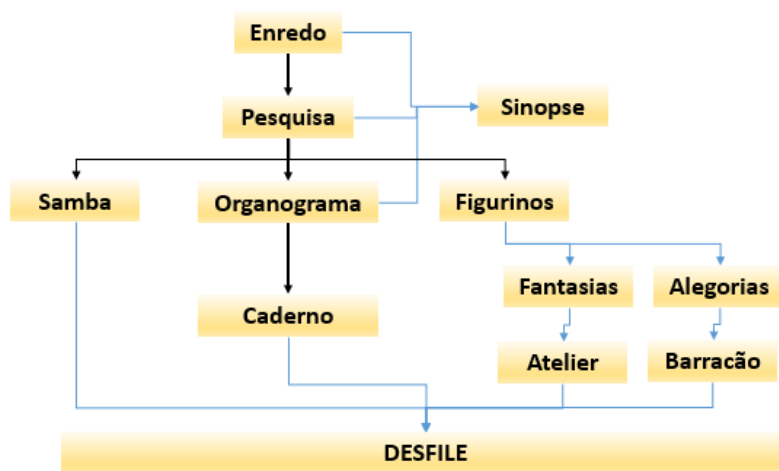 Enredo
Sinopse
Pesquisa
Samba
Organograma
Figurinos
Fantasias
Alegorias
Caderno
Atelier
Barracão
DESFILE